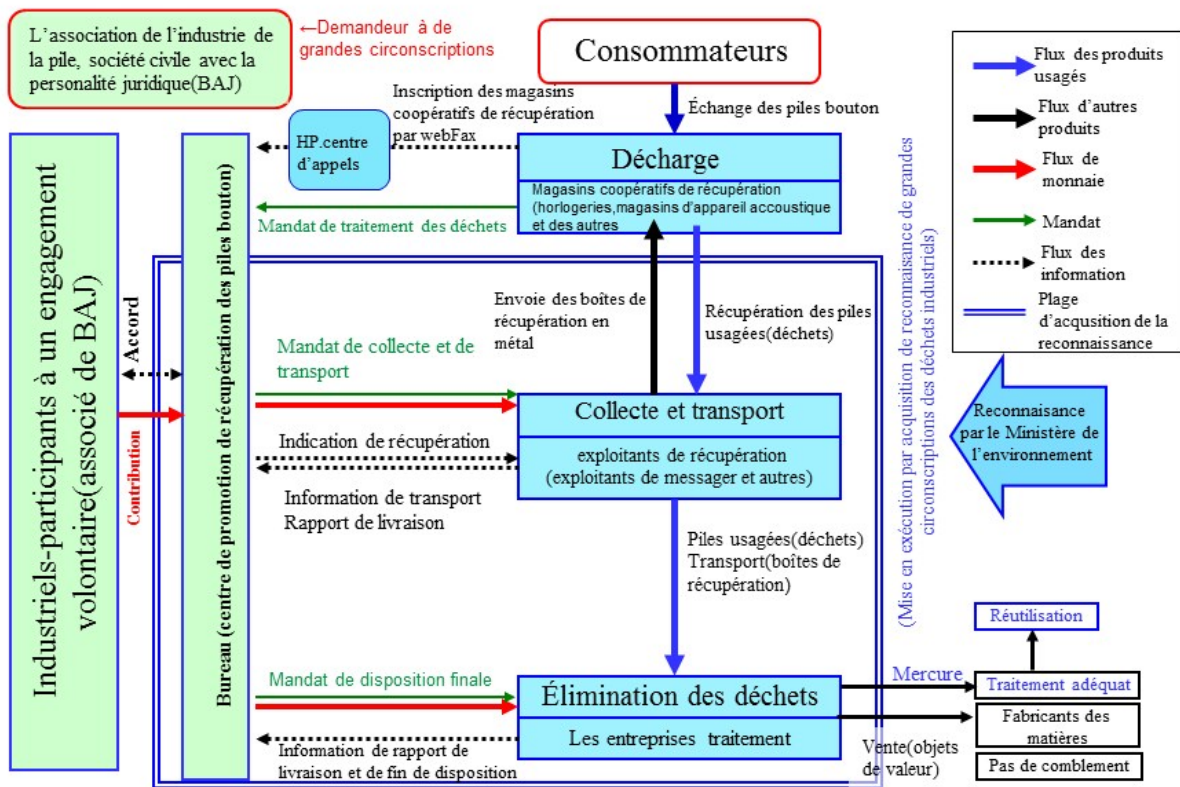 L'association de l'industrie de
la pile, société civile avec la
personalité juridique(BAJ)
←Demandeur à de
grandes circonscriptions
Consommateurs
Échange des piles bouton
Inscription des magasins
coopératifs de récupération
par webFax
HP.centre
d'appels
Décharge
Magasins coopératifs de récupération
(horlogeries,magasins d'appareil accoustique
et des autres
Mandat de traitement des déchets
Flux des produits
usagés
Flux d'autres
produits
Flux de
monnaie
Mandat
Flux des
information
Plage
d'acqusition de la
reconnaissance
Industriels-participants à un engagement
volontaire(associé de BAJ)
Accord
Contribution
Bureau (centre de promotion de récupération des piles bouton)
Envoie des boîtes de
récupération en
métal
Récupération des piles
usagées(déchets)
Mandat de collecte et de
transport
Collecte et transport
exploitants de récupération
(exploitants de messager et autres)
Indication de récupération
Information de transport
Rapport de livraison
(Mise en exécution par acquisition de reconnaisance de grandes
circonscriptions des déchets industriels)
Reconnaisance
par le Ministère de
l'environnement
Piles usagées(déchets)
Transport(boîtes de
récupération)
Mandat de disposition finale
Élimination des déchets
Les entreprises traitement
Information de rapport de
livraison et de fin de disposition
Mercure
Réutilisation
Traitement adéquat
Fabricants des
matières
Vente(objets
de valeur)
Pas de comblement